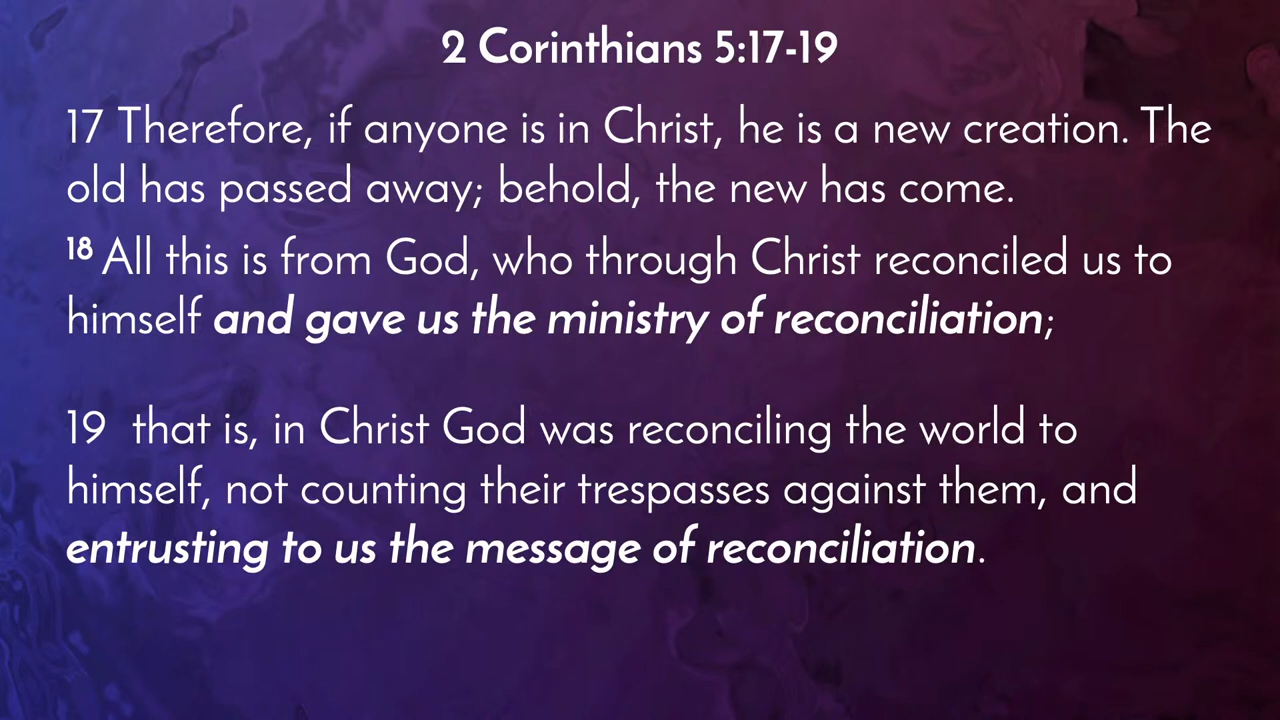 2 Corinthians 5:17-19
17 Therefore, if anyone is in Christ, he is a new creation. The
old has passed away; behold, the new has come.
18 All this is from God, who through Christ reconciled us to
himself and gave us the ministry of reconciliation;
19  that is, in Christ God was reconciling the world to
himself, not counting their trespasses against them, and
entrusting to us the message of reconciliation.